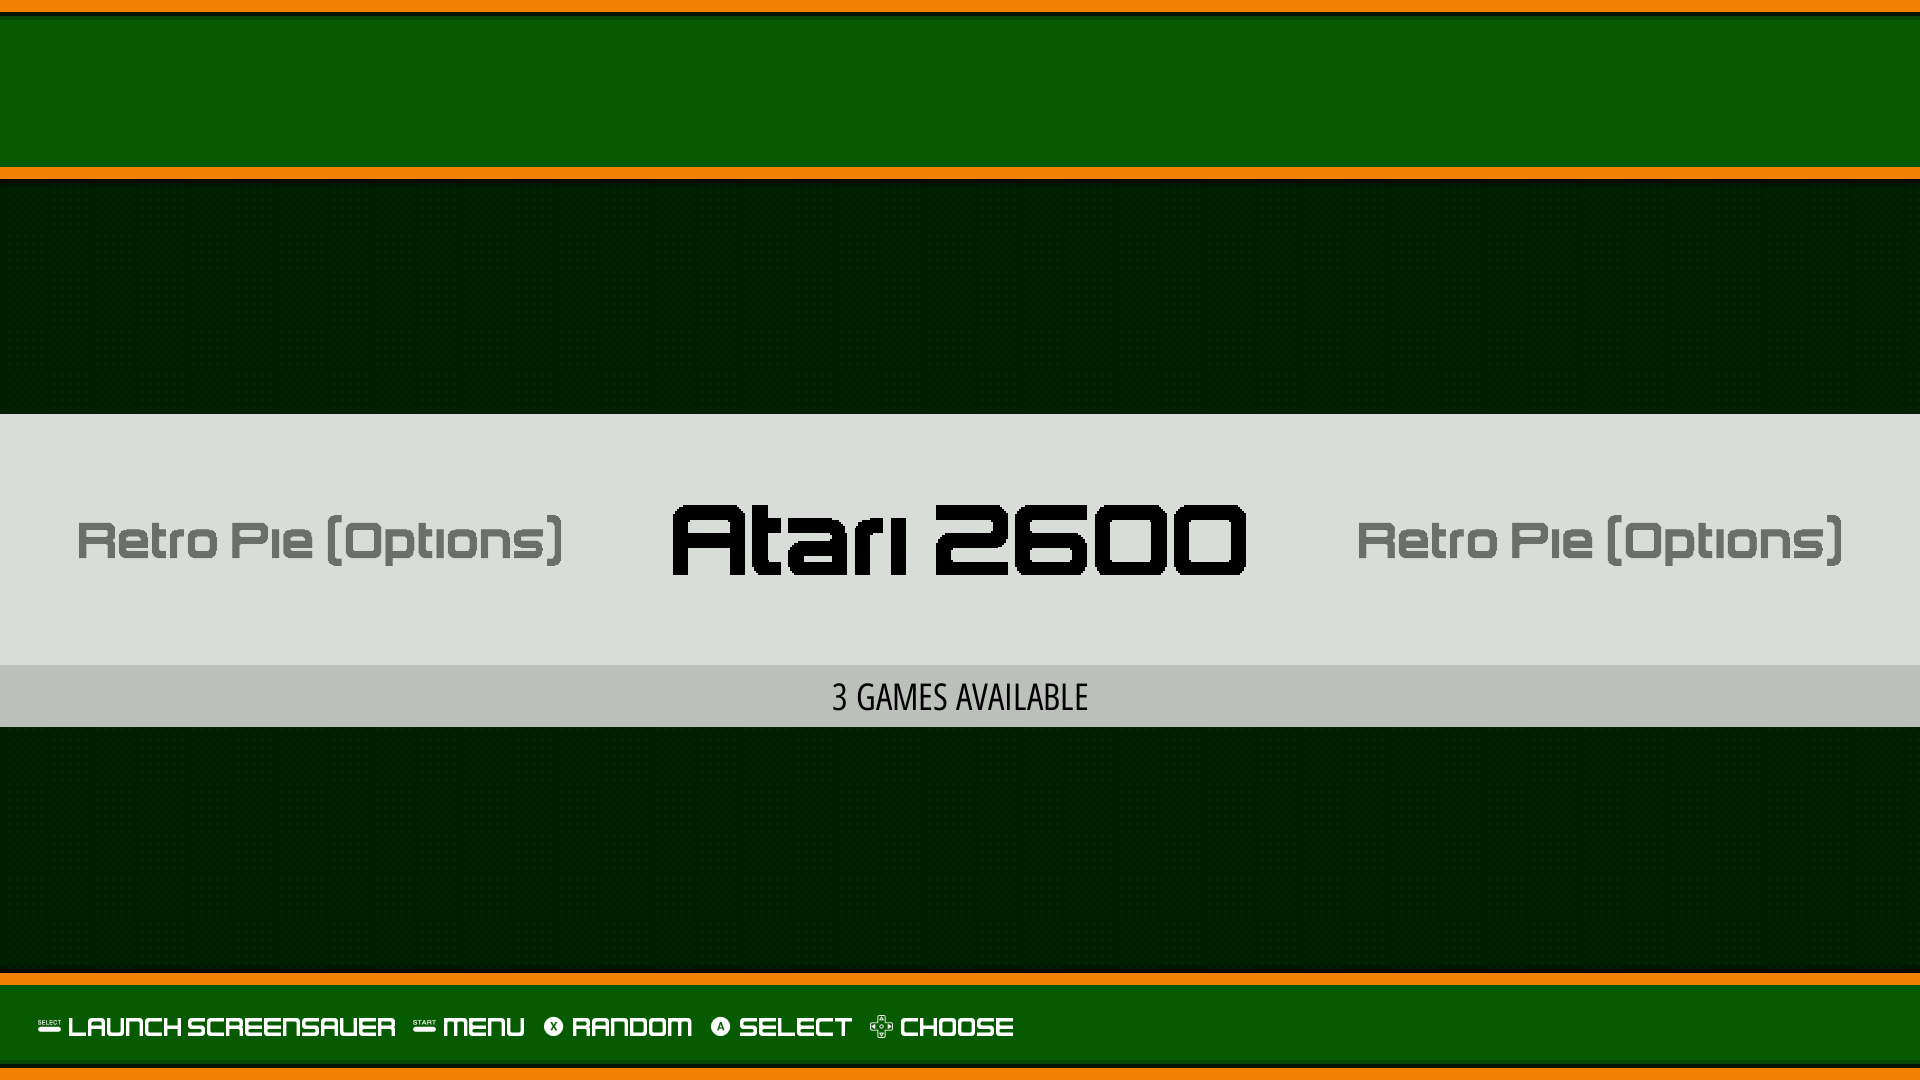 Retro Pie (Options) Atari 2600 Retro Pie (Options)
3 GAMES AVAILABLE
SELECT LAUNCH SCREENSAVER START MENU X RANDOM A SELECT CHOOSE